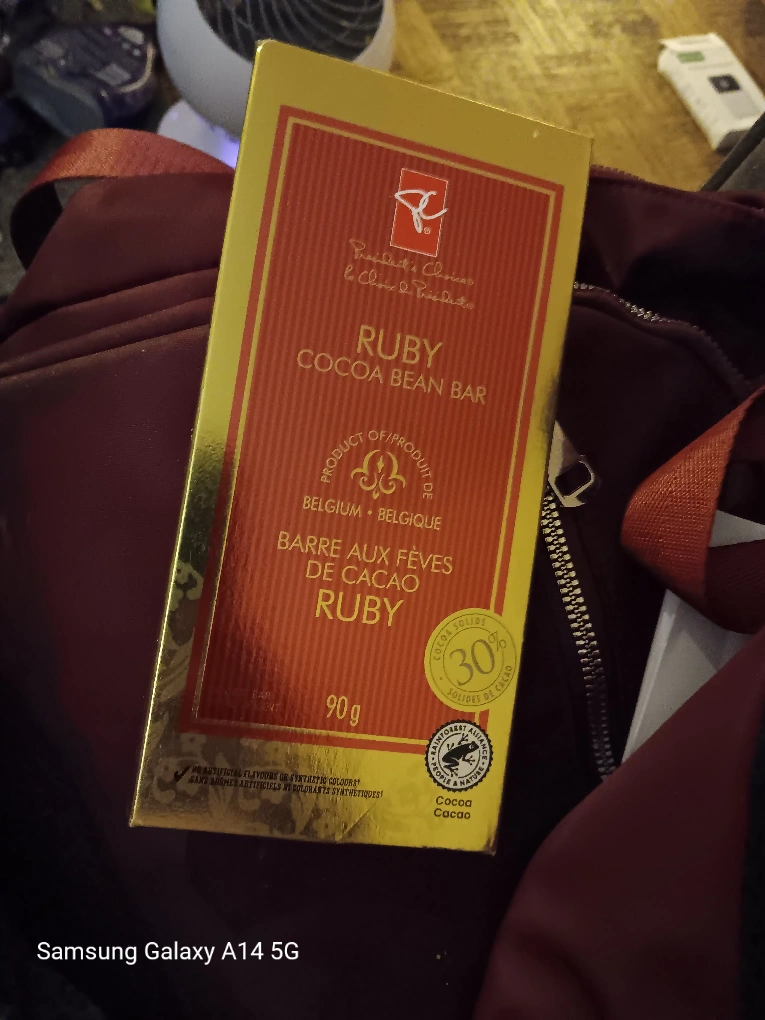 PC®
President's Choice
le Choix du Président
RUBY
COCOA BEAN BAR
PRODUCT OF/PRODUIT DE
BELGIUM • BELGIQUE
BARRE AUX FÈVES
DE CACAO
RUBY
COCOA SOLIDS
30%
SOLIDES DE CACAO
90 g
RAINFOREST ALLIANCE
PEOPLE & NATURE
Cocoa
Cacao
NO ARTIFICIAL FLAVOURS OR SYNTHETIC COLOURS†
SANS ARÔMES ARTIFICIELS NI COLORANTS SYNTHÉTIQUES†
Samsung Galaxy A14 5G